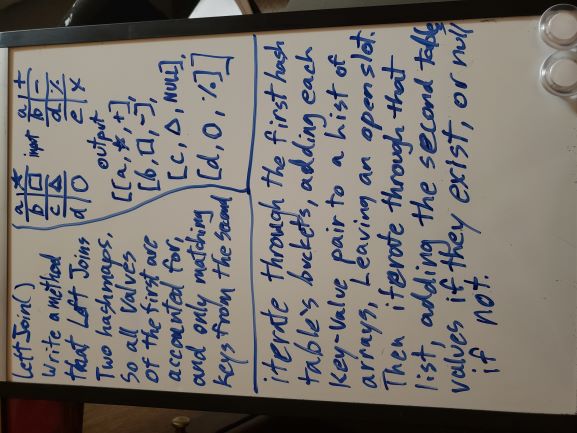 Left Join()
Write a method
that Left Joins
Two hashmaps,
So all Values
of the first are
accounted for,
and only matching
keys from the second
a | ☆
b | □
c | △
d | ○
input
a | +
b | -
d | %
e | x
output
[[a, ☆, +],
[b, □, -],
[c, △, NULL],
[d, ○, %]]
iterate through the first hash
table's buckets, adding each
key-value pair to a list of
arrays, Leaving an open slot.
Then iterate through that
list, adding the second table
values if they exist, or null
if not.